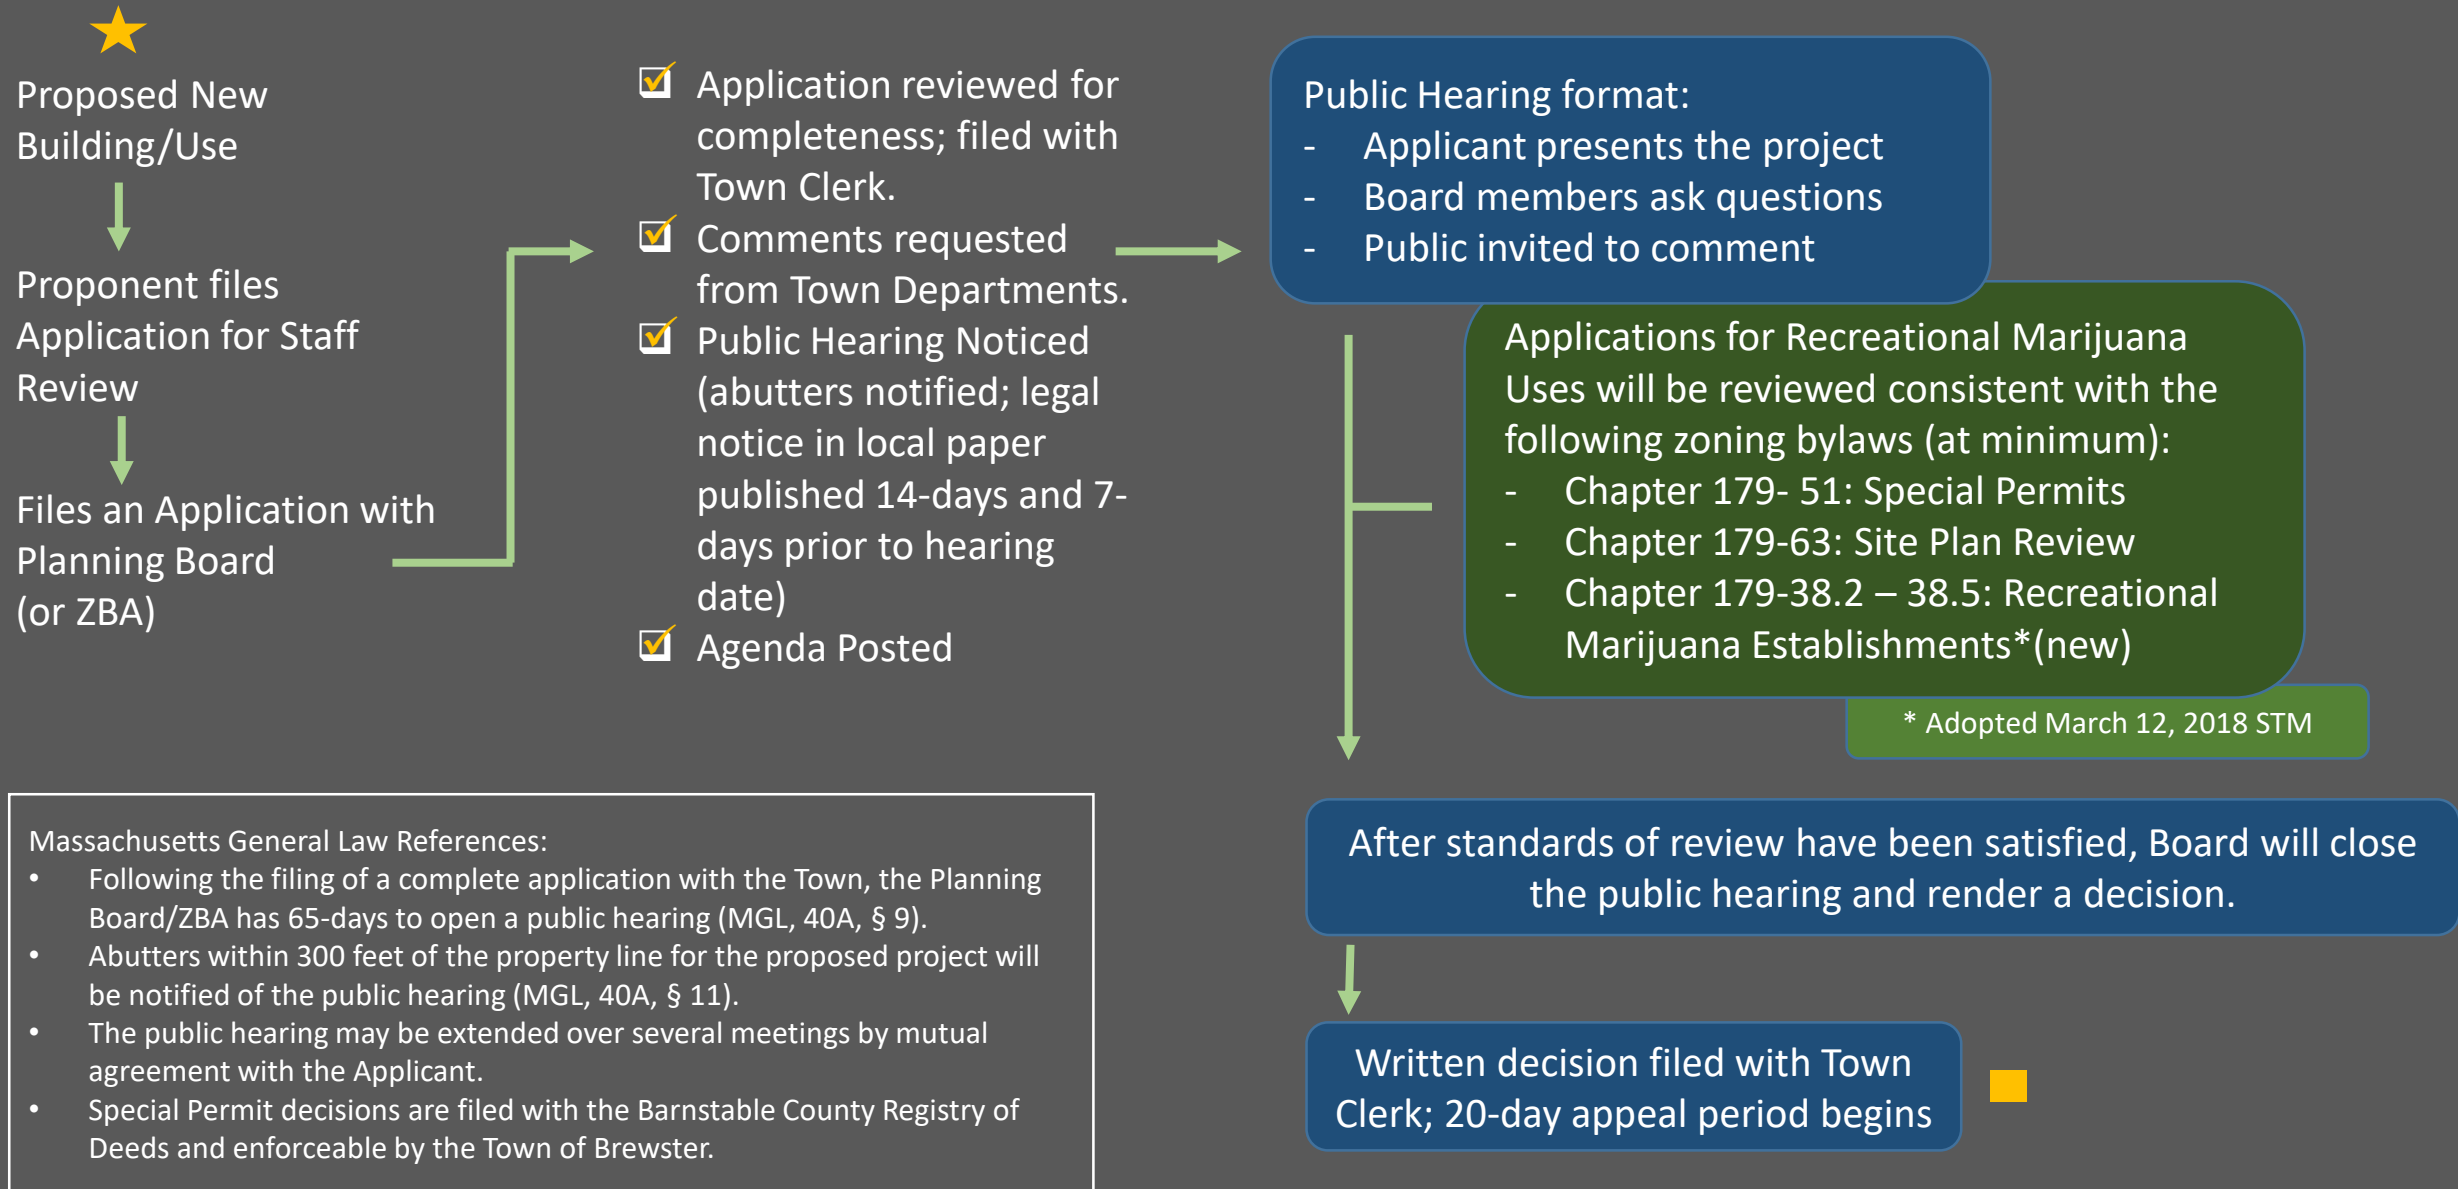 Proposed New
Building/Use
Proponent files
Application for Staff
Review
Files an Application with
Planning Board
(or ZBA)
Application reviewed for
completeness; filed with
Town Clerk.
Comments requested
from Town Departments.
Public Hearing Noticed
(abutters notified; legal
notice in local paper
published 14-days and 7-
days prior to hearing
date)
Agenda Posted
Public Hearing format:
- Applicant presents the project
- Board members ask questions
- Public invited to comment
Applications for Recreational Marijuana
Uses will be reviewed consistent with the
following zoning bylaws (at minimum):
- Chapter 179- 51: Special Permits
- Chapter 179-63: Site Plan Review
- Chapter 179-38.2 – 38.5: Recreational
Marijuana Establishments*(new)
* Adopted March 12, 2018 STM
After standards of review have been satisfied, Board will close
the public hearing and render a decision.
Written decision filed with Town
Clerk; 20-day appeal period begins
Massachusetts General Law References:
• Following the filing of a complete application with the Town, the Planning
Board/ZBA has 65-days to open a public hearing (MGL, 40A, § 9).
• Abutters within 300 feet of the property line for the proposed project will
be notified of the public hearing (MGL, 40A, § 11).
• The public hearing may be extended over several meetings by mutual
agreement with the Applicant.
• Special Permit decisions are filed with the Barnstable County Registry of
Deeds and enforceable by the Town of Brewster.